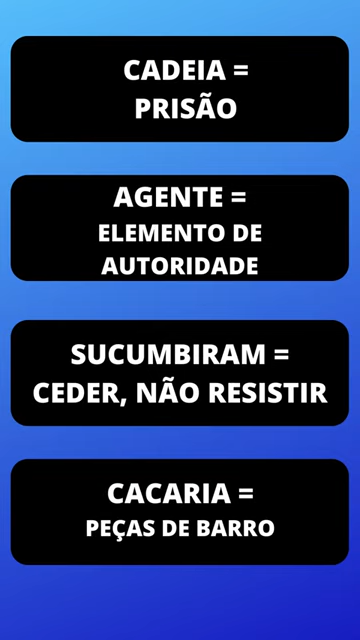 CADEIA =
PRISÃO
AGENTE =
ELEMENTO DE
AUTORIDADE
SUCUMBIRAM =
CEDER, NÃO RESISTIR
CACARIA =
PEÇAS DE BARRO